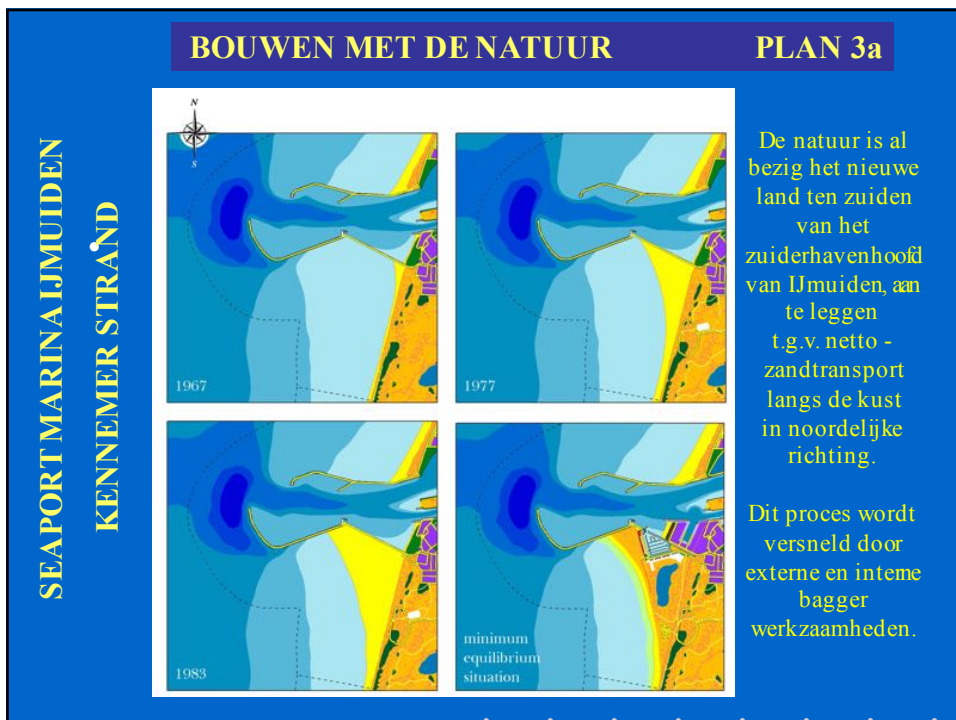 BOUWEN MET DE NATUUR PLAN 3a
SEAPORT MARINA IJMUIDEN
KENNEMER STRAND
N
S
1967
1977
1983
minimum
equilibrium
situation
De natuur is al
bezig het nieuwe
land ten zuiden
van het
zuiderhavenhoofd
van IJmuiden, aan
te leggen
t.g.v. netto -
zandtransport
langs de kust
in noordelijke
richting.
Dit proces wordt
versneld door
externe en interne
bagger
werkzaamheden.